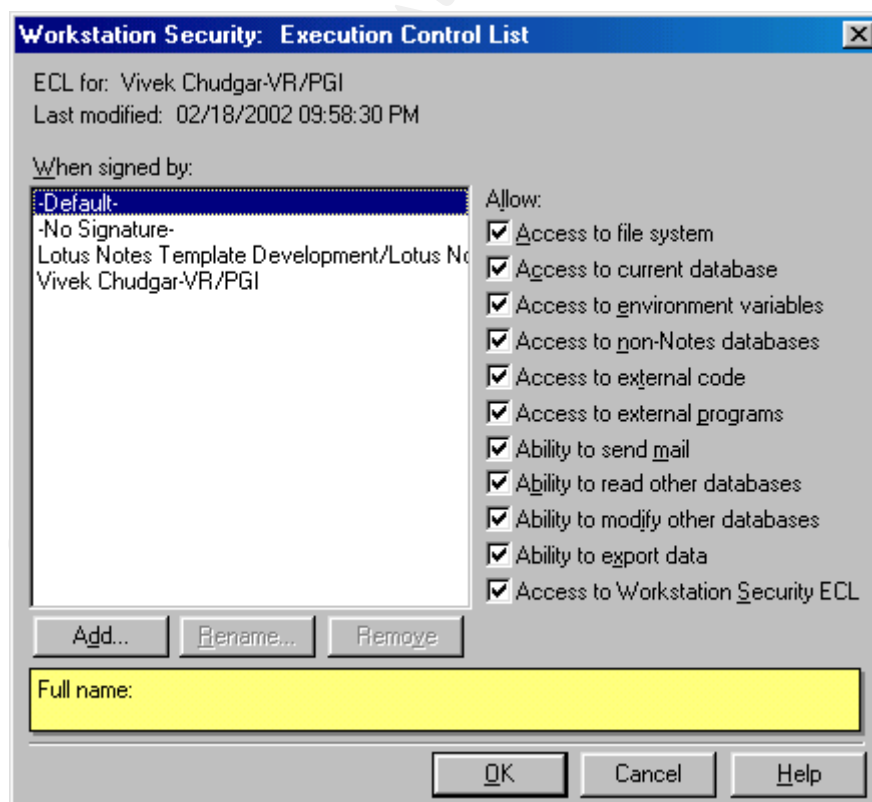 Workstation Security: Execution Control List
ECL for: Vivek Chudgar-VR/PGI
Last modified: 02/18/2002 09:58:30 PM
When signed by:
-Default-
-No Signature-
Lotus Notes Template Development/Lotus No
Vivek Chudgar-VR/PGI
Allow:
Access to file system
Access to current database
Access to environment variables
Access to non-Notes databases
Access to external code
Access to external programs
Ability to send mail
Ability to read other databases
Ability to modify other databases
Ability to export data
Access to Workstation Security ECL
Add...
Rename...
Remove
Full name:
OK
Cancel
Help